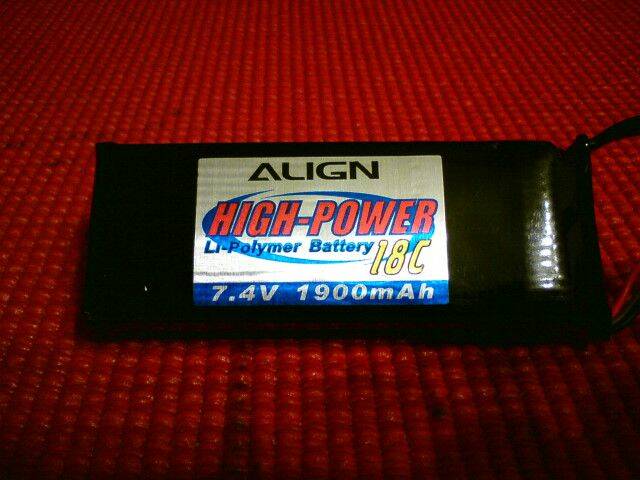 ALIGN
HIGH-POWER
Li-Polymer Battery
18C
7.4V 1900mAh